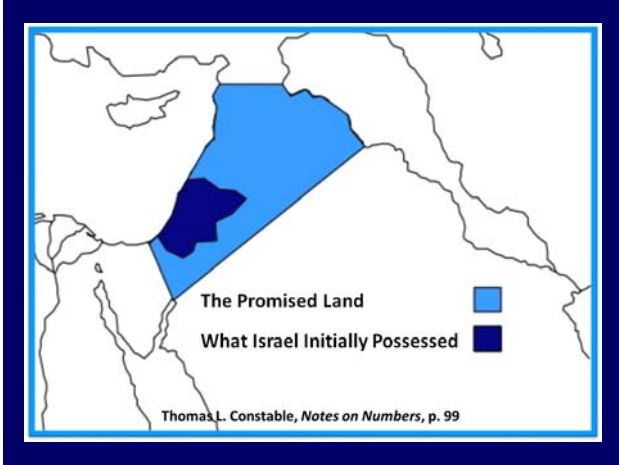 The Promised Land
What Israel Initially Possessed
Thomas L. Constable, Notes on Numbers, p. 99